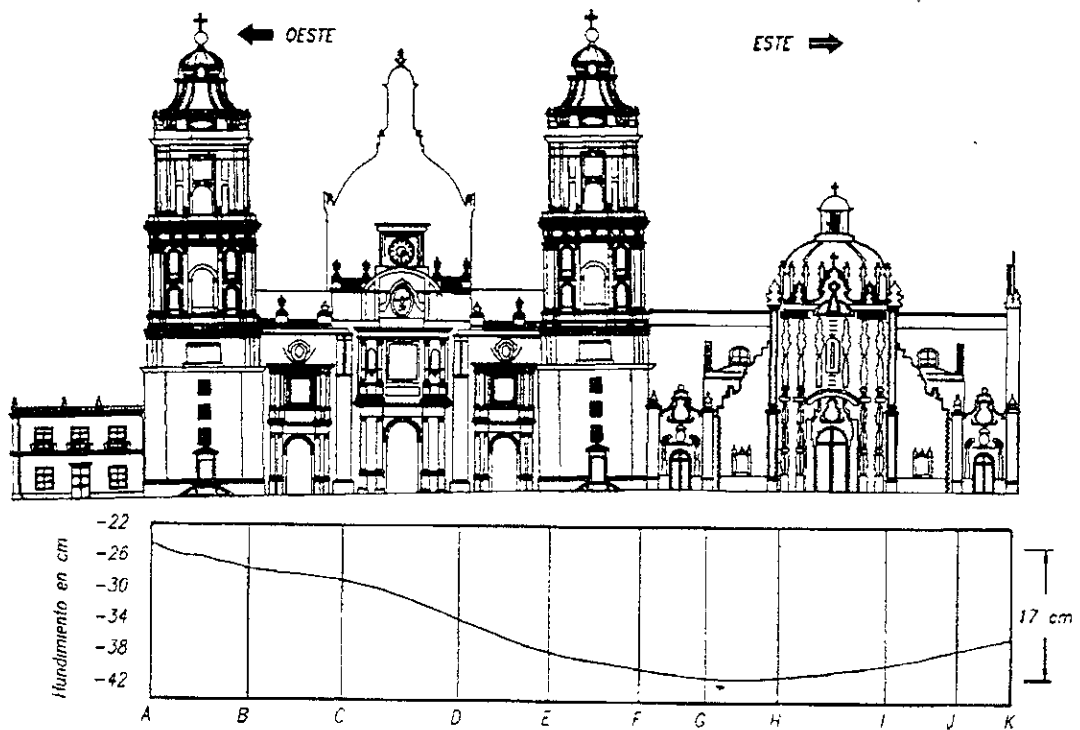 OESTE
ESTE
Hundimiento en cm
-22
-26
-30
-34
-38
-42
17 cm
A B C D E F G H I J K